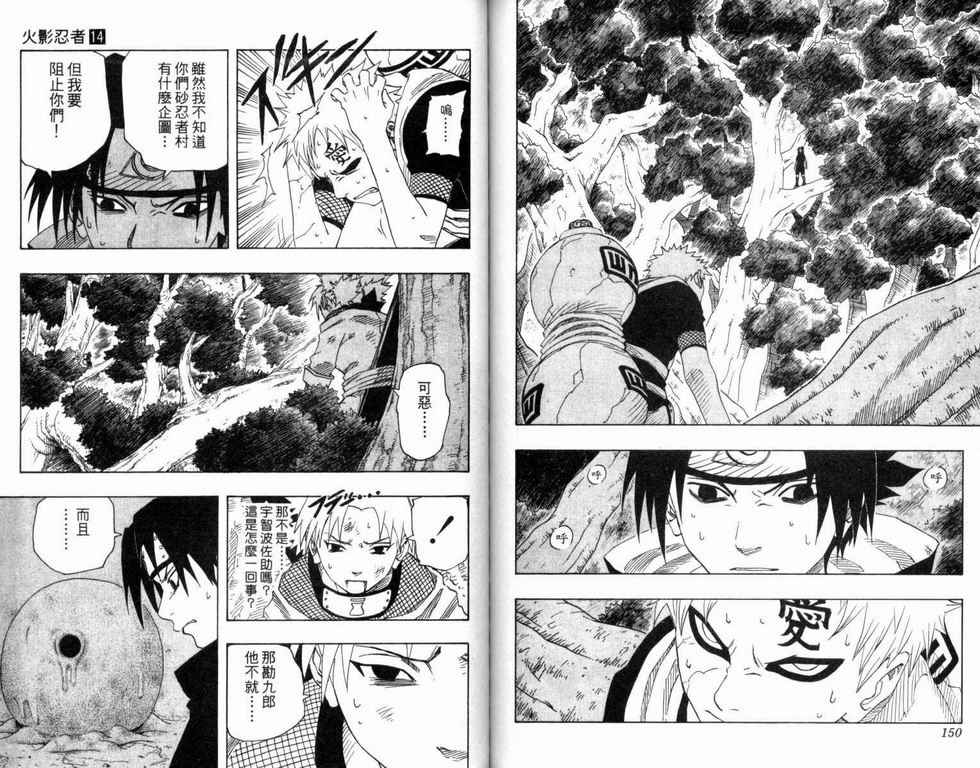 呼
呼
呼
愛
150
火影忍者14
嗚……
愛
雖然我不知道
你們砂忍者村
有什麼企圖…
但我要
阻止你們！
可惡……
！
那不是……
宇智波佐助嗎？
這是怎麼一回事？
那勘九郎
他不就……
…而且